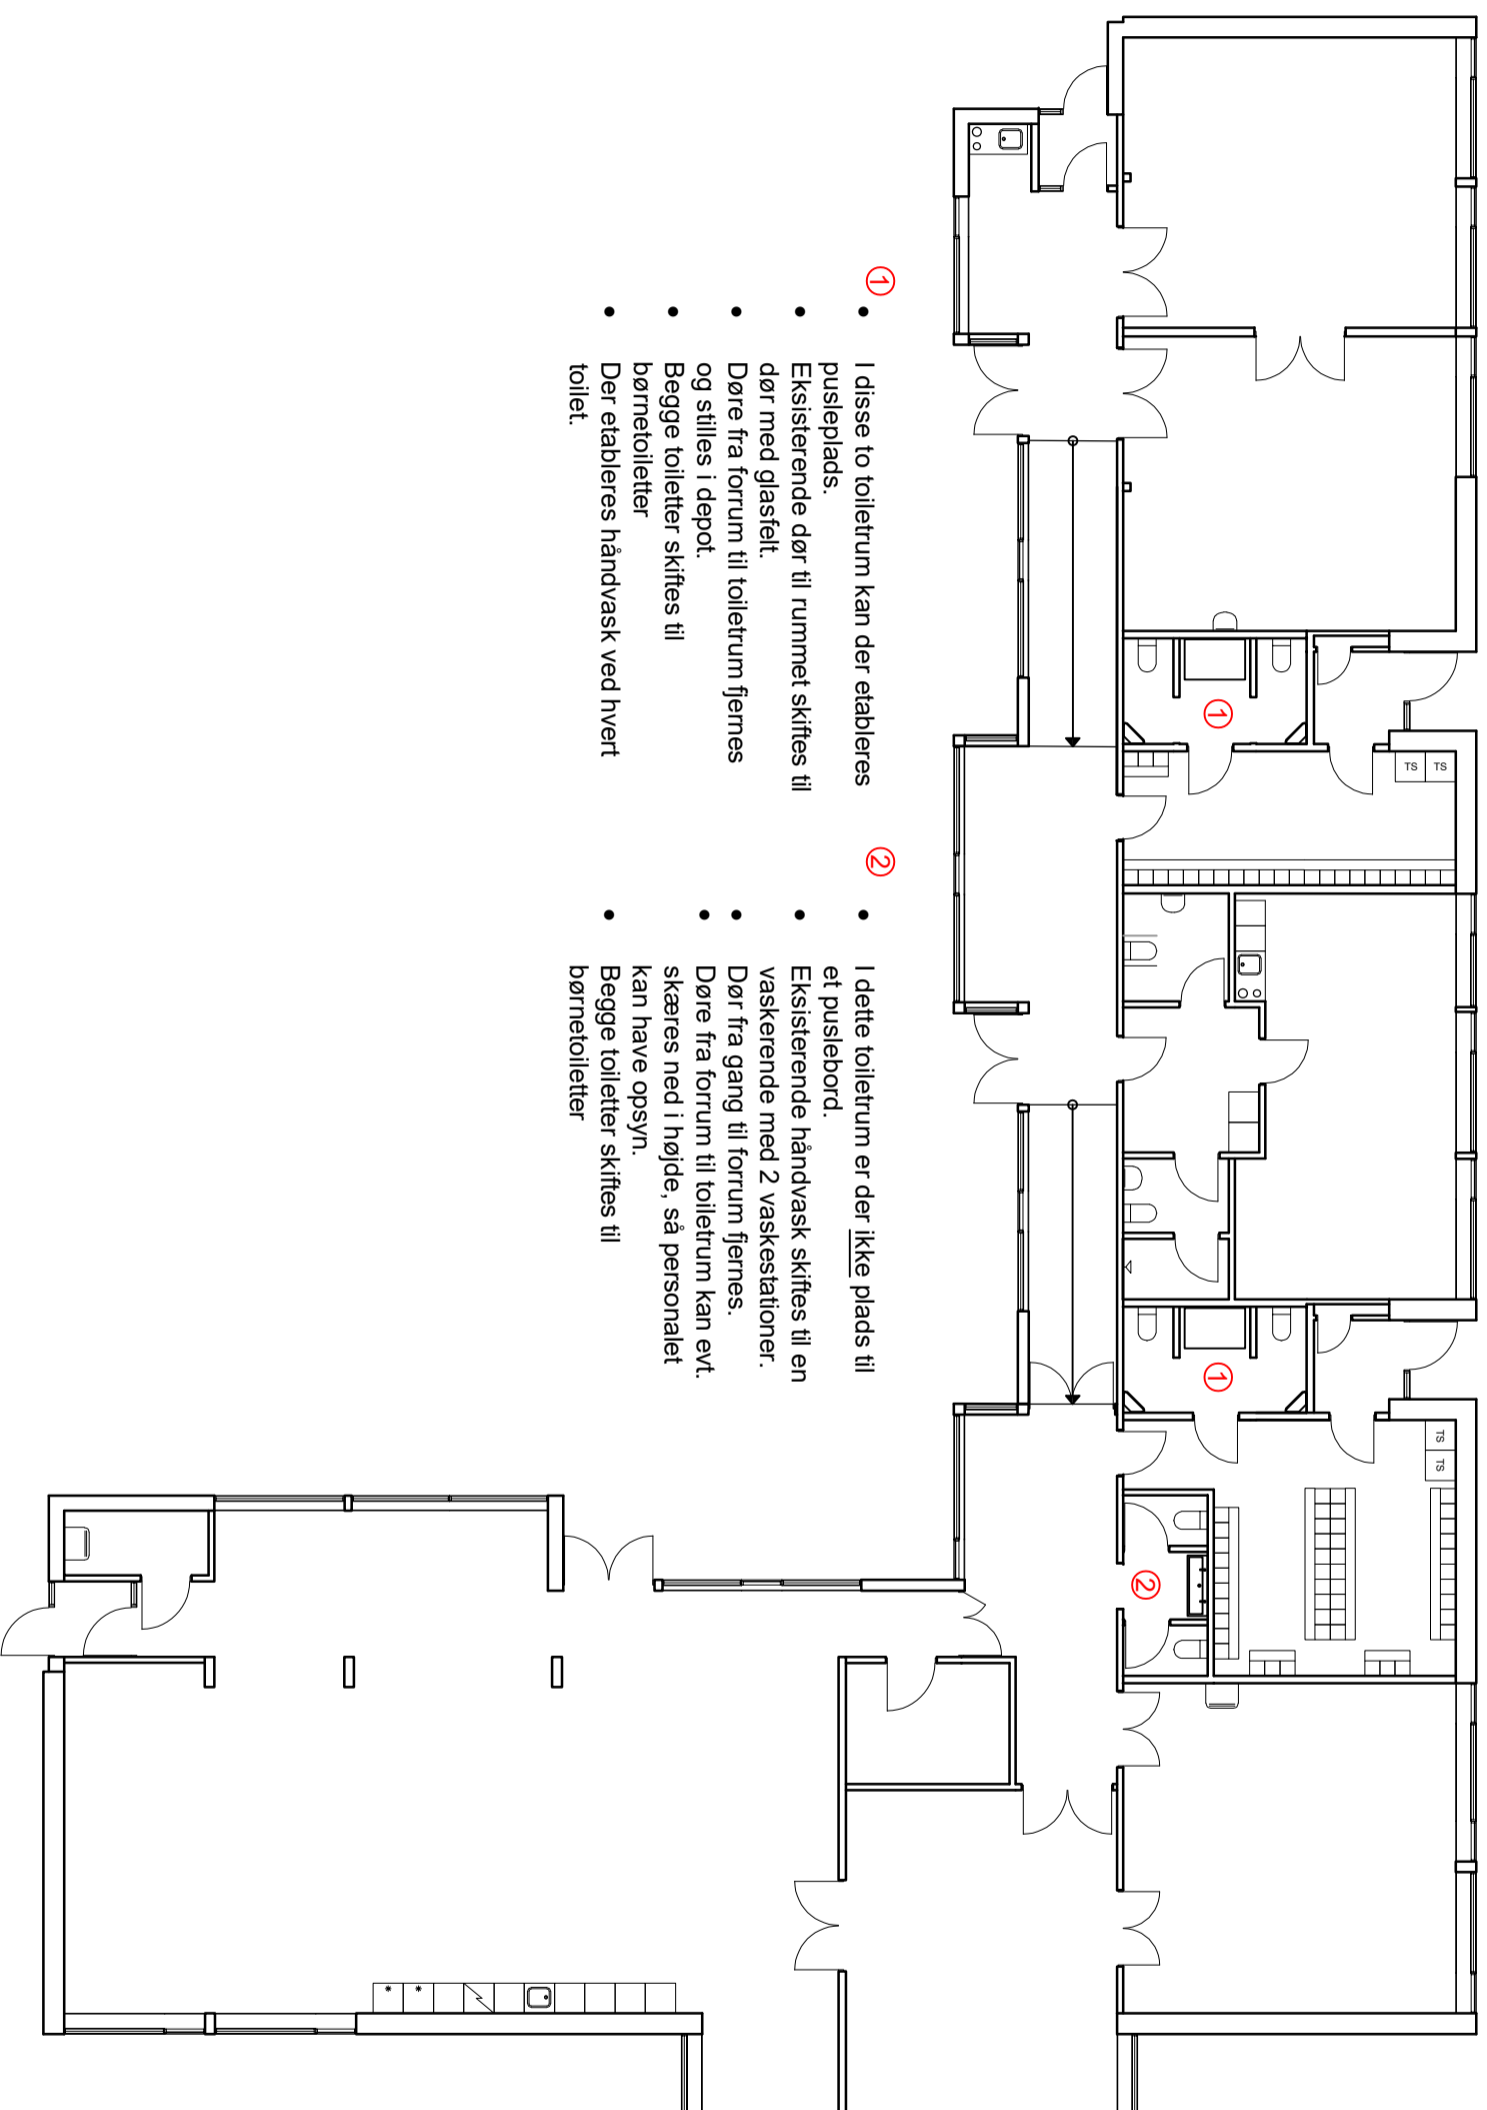 ①
• I disse to toiletrum kan der etableres
pusleplads.
• Eksisterende dør til rummet skiftes til
dør med glasfelt.
• Døre fra forrum til toiletrum fjernes
og stilles i depot.
• Begge toiletter skiftes til
børnetoiletter
• Der etableres håndvask ved hvert
toilet.
②
• I dette toiletrum er der ikke plads til
et puslebord.
• Eksisterende håndvask skiftes til en
vaskerende med 2 vaskestationer.
• Dør fra gang til forrum fjernes.
• Døre fra forrum til toiletrum kan evt.
skæres ned i højde, så personalet
kan have opsyn.
• Begge toiletter skiftes til
børnetoiletter
TS
TS
①
TS
TS
①
②